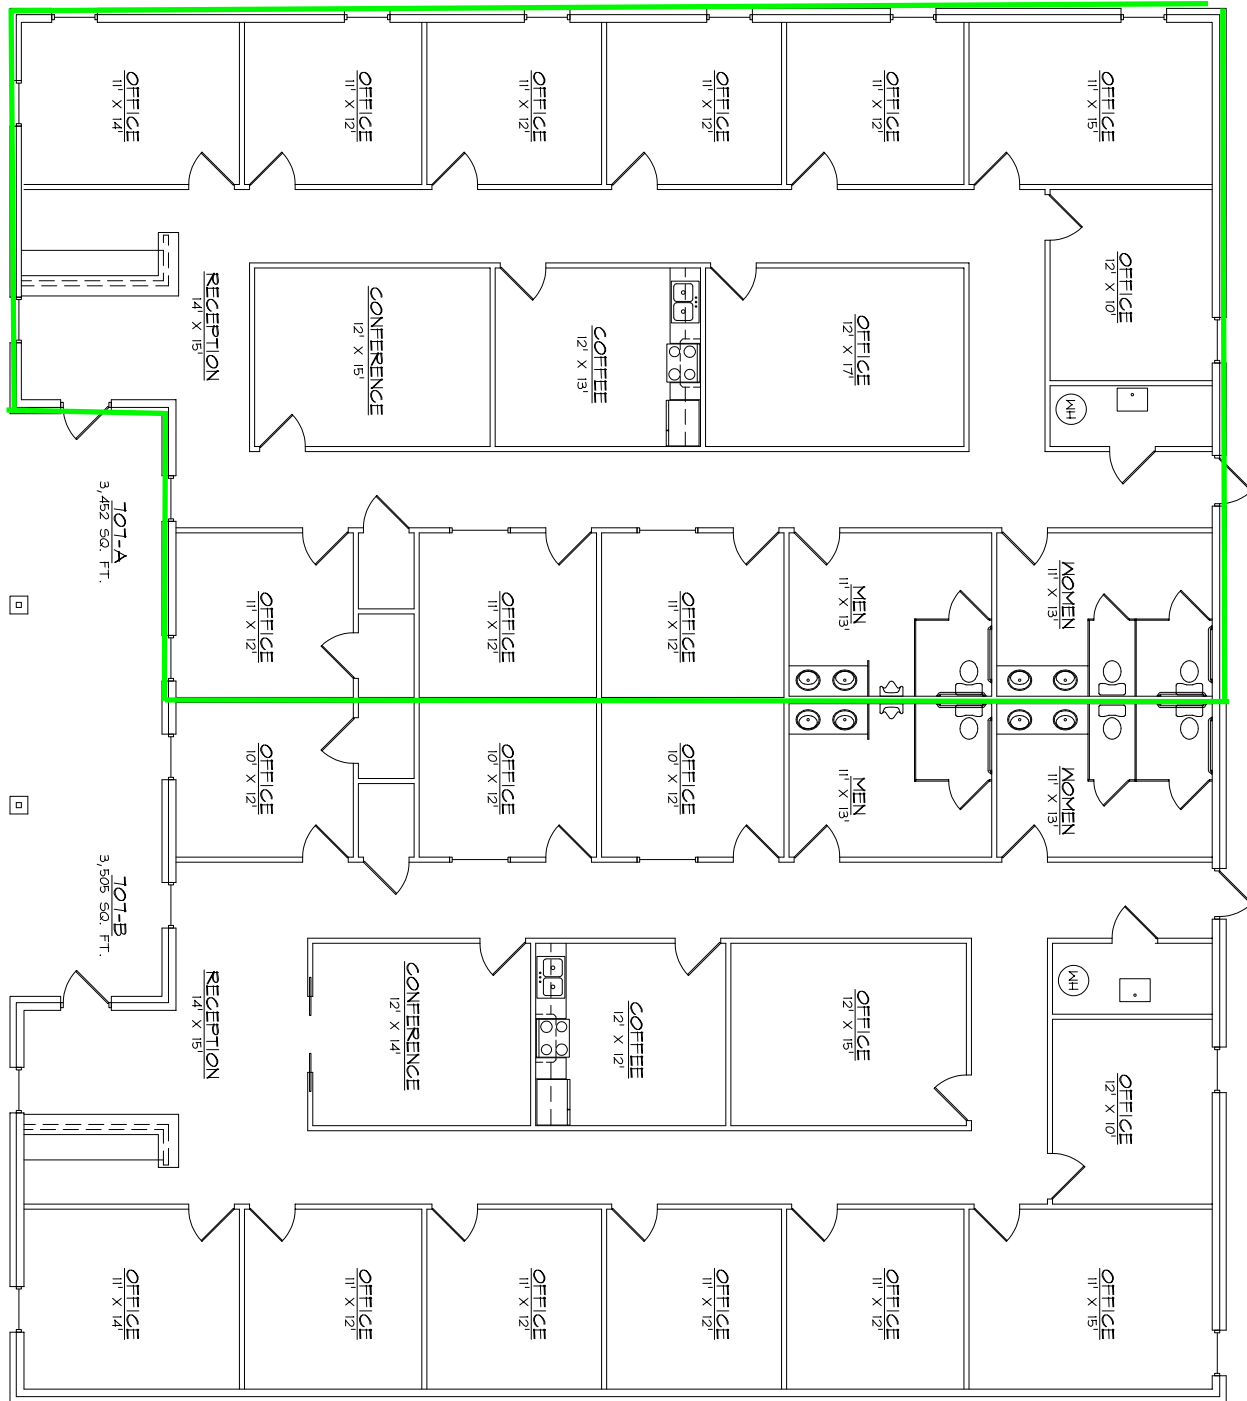 OFFICE
11' X 14'
OFFICE
11' X 12'
OFFICE
11' X 12'
OFFICE
11' X 12'
OFFICE
11' X 12'
OFFICE
11' X 15'
RECEPTION
14' X 15'
CONFERENCE
12' X 15'
COFFEE
12' X 13'
OFFICE
12' X 17'
OFFICE
12' X 10'
WH
707-A
3,452 SQ. FT.
OFFICE
11' X 12'
OFFICE
11' X 12'
OFFICE
11' X 12'
MEN
11' X 13'
WOMEN
11' X 13'
OFFICE
10' X 12'
OFFICE
10' X 12'
OFFICE
10' X 12'
MEN
11' X 13'
WOMEN
11' X 13'
707-B
3,505 SQ. FT.
RECEPTION
14' X 15'
CONFERENCE
12' X 14'
COFFEE
12' X 12'
OFFICE
12' X 15'
WH
OFFICE
12' X 10'
OFFICE
11' X 14'
OFFICE
11' X 12'
OFFICE
11' X 12'
OFFICE
11' X 12'
OFFICE
11' X 12'
OFFICE
11' X 15'